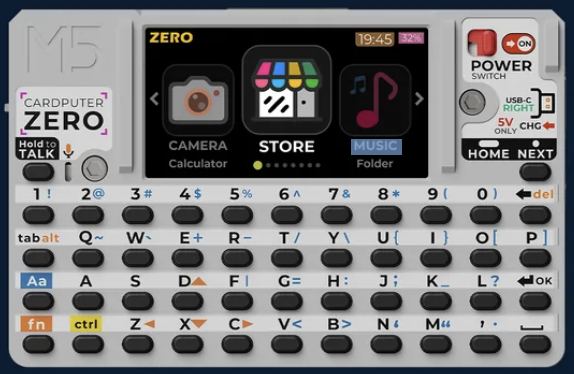 M5
ZERO 19:45 32%
POWER
SWITCH
ON
CARDPUTER
ZERO
Hold to
TALK
CAMERA STORE MUSIC
Calculator Folder
USB-C
RIGHT
5V
ONLY CHG
HOME NEXT
1 ! 2 @ 3 # 4 $ 5 % 6 ^ 7 & 8 * 9 ( 0 ) del
tab alt Q ~ W ` E + R - T / Y \ U { I } O [ P ]
Aa A S D F | G = H : J ; K _ L ? OK
fn ctrl Z X C V < B > N ' M " , .